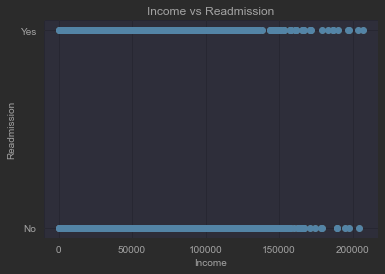 Income vs Readmission
Yes
Readmission
No
0 50000 100000 150000 200000
Income